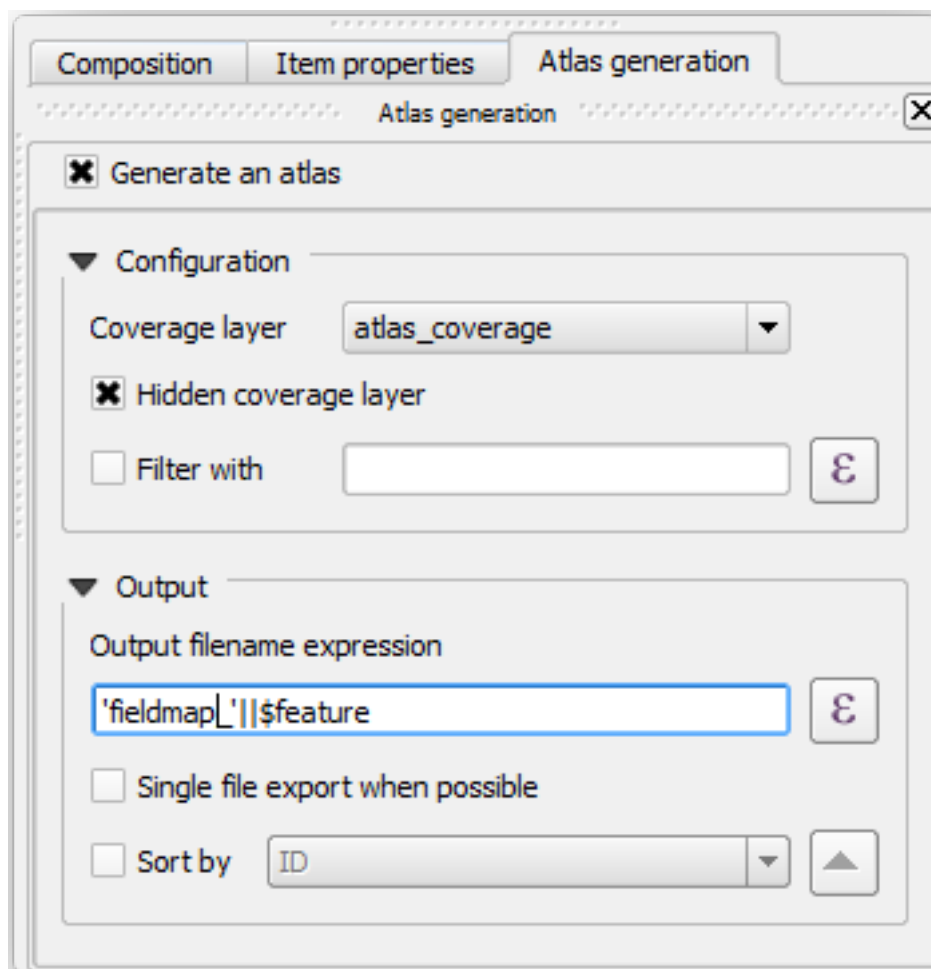 Composition Item properties Atlas generation
Atlas generation
Generate an atlas
Configuration
Coverage layer atlas_coverage
Hidden coverage layer
Filter with ε
Output
Output filename expression
'fieldmap_'||$feature ε
Single file export when possible
Sort by ID